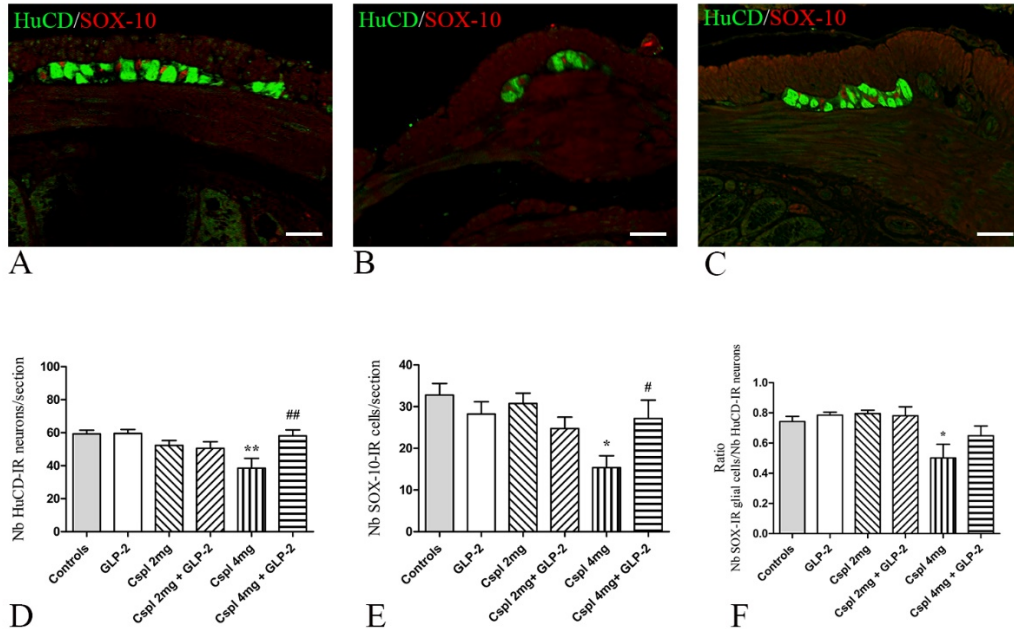 HuCD/SOX-10
HuCD/SOX-10
HuCD/SOX-10
A
B
C
Nb HuCD-IR neurons/section
100
80
60
40
20
0
**
##
Controls
GLP-2
Cspl 2mg
Cspl 2mg + GLP-2
Cspl 4mg
Cspl 4mg + GLP-2
D
Nb SOX-10-IR cells/section
40
30
20
10
0
*
#
Controls
GLP-2
Cspl 2mg
Cspl 2mg+ GLP-2
Cspl 4mg
Cspl 4mg + GLP-2
E
Ratio
Nb SOX-IR glial cells/Nb HuCD-IR neurons
1.0
0.8
0.6
0.4
0.2
0.0
*
Controls
GLP-2
Cspl 2mg
Cspl 2mg + GLP-2
Cspl 4mg
Cspl 4mg + GLP-2
F